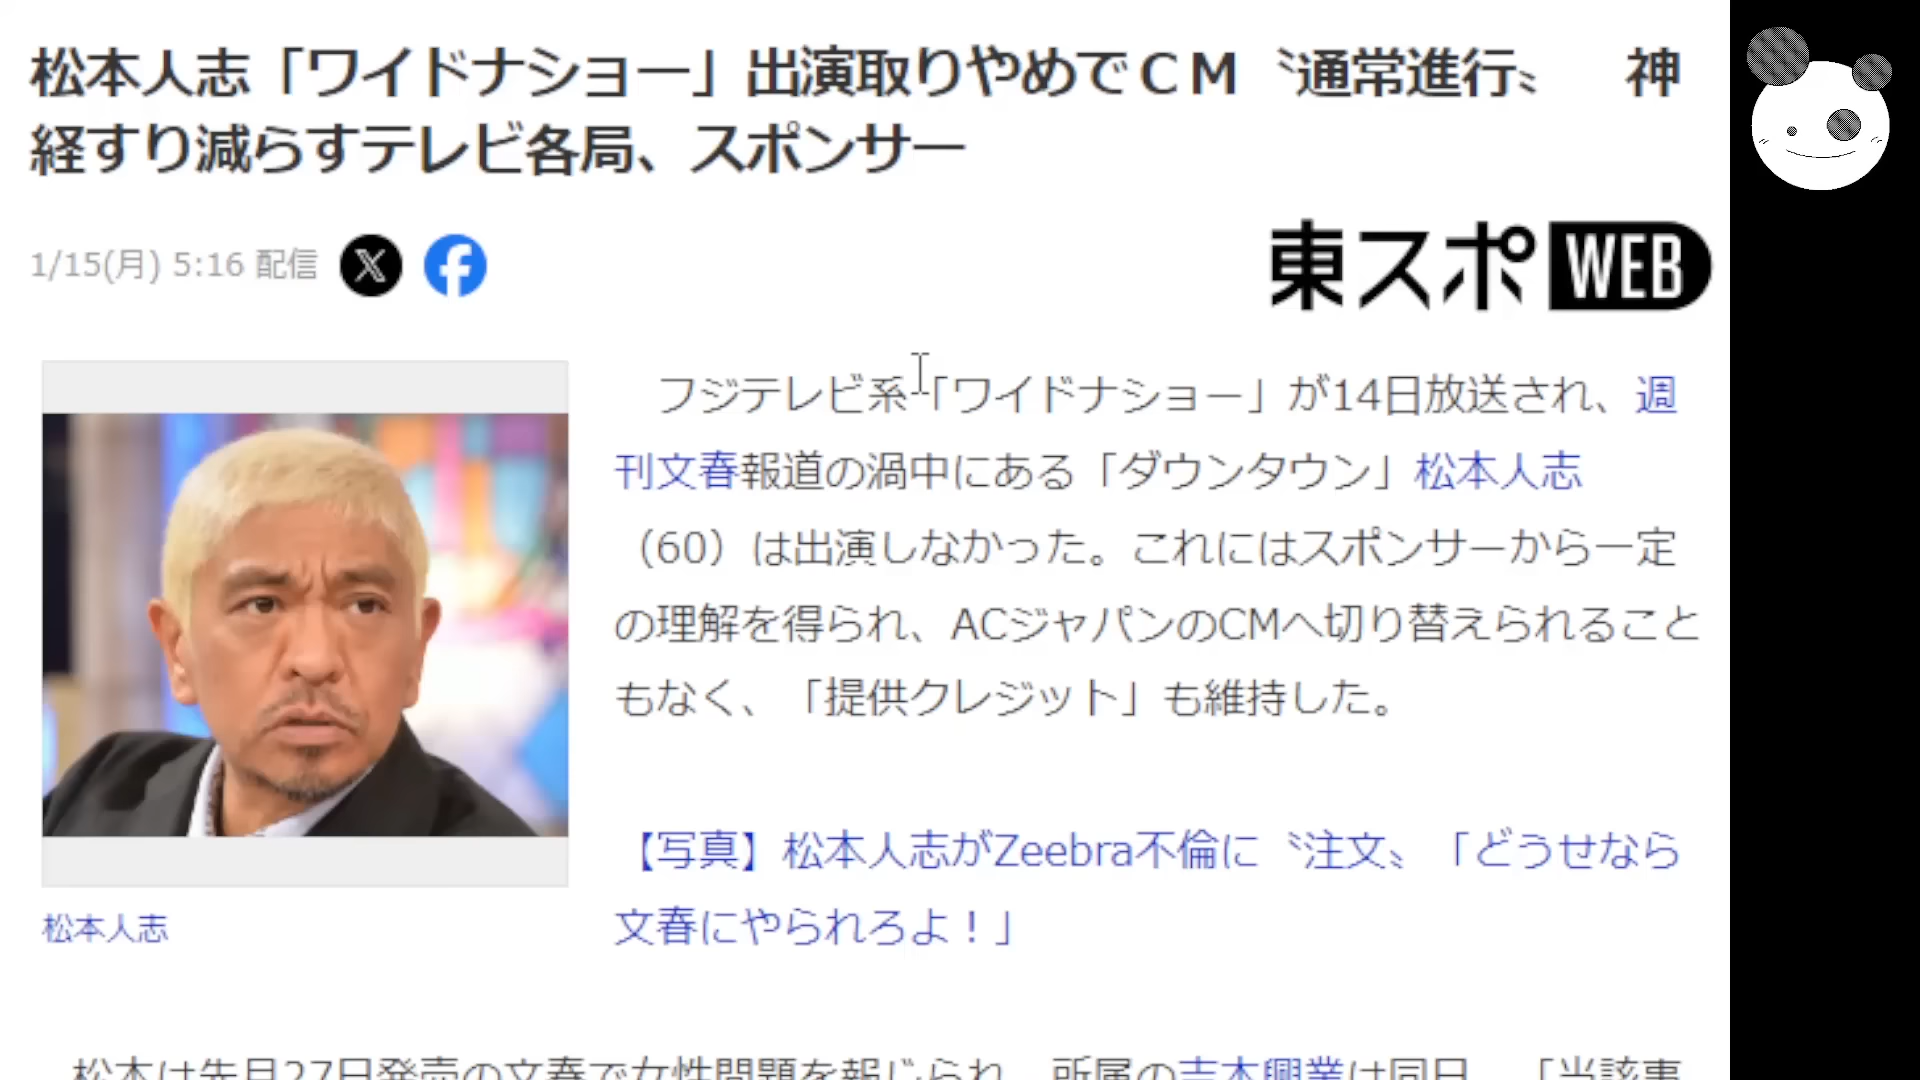 松本人志「ワイドナショー」出演取りやめでＣＭ〝通常進行〟　神
経すり減らすテレビ各局、スポンサー
1/15(月) 5:16 配信
東スポWEB
フジテレビ系「ワイドナショー」が14日放送され、週
刊文春報道の渦中にある「ダウンタウン」松本人志
（60）は出演しなかった。これにはスポンサーから一定
の理解を得られ、ACジャパンのCMへ切り替えられること
もなく、「提供クレジット」も維持した。
【写真】松本人志がZeebra不倫に〝注文〟「どうせなら
文春にやられろよ！」
松本人志
松本は先月27日発売の文春で女性問題を報じられ、所属の吉本興業は同日、「当該事